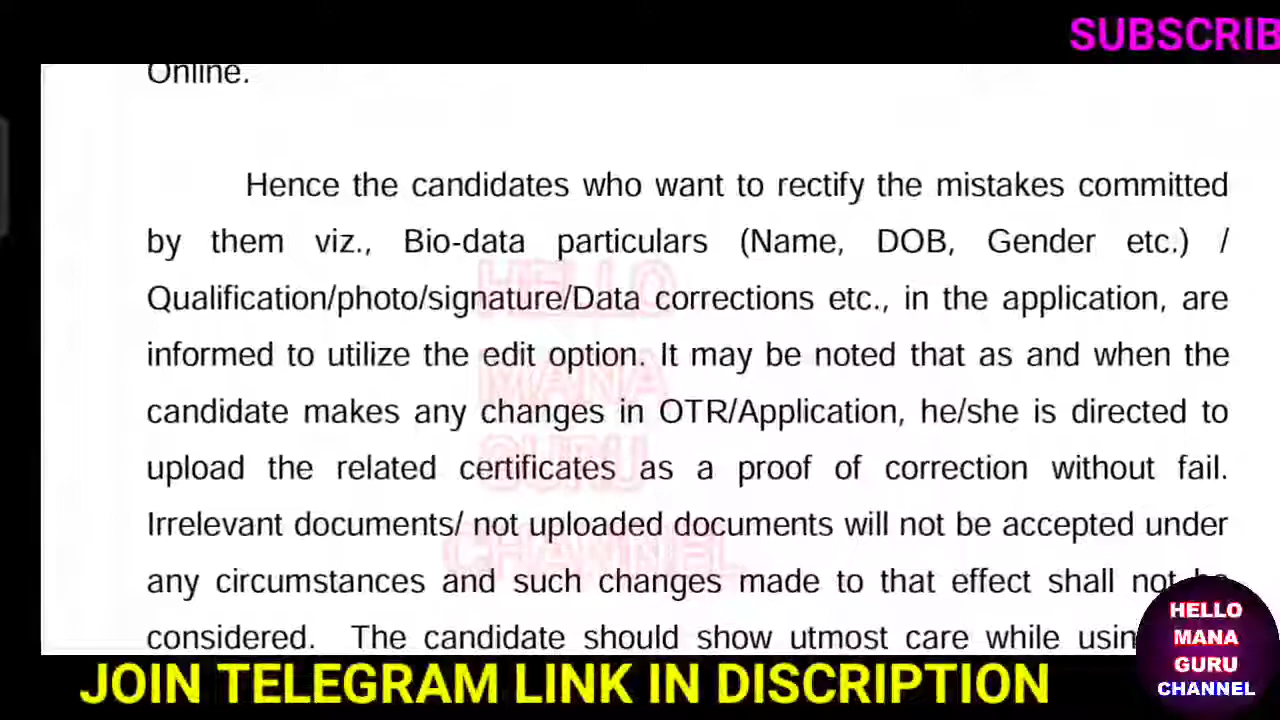 SUBSCRIB
Online.
Hence the candidates who want to rectify the mistakes committed
by them viz., Bio-data particulars (Name, DOB, Gender etc.) /
Qualification/photo/signature/Data corrections etc., in the application, are
informed to utilize the edit option. It may be noted that as and when the
candidate makes any changes in OTR/Application, he/she is directed to
upload the related certificates as a proof of correction without fail.
Irrelevant documents/ not uploaded documents will not be accepted under
any circumstances and such changes made to that effect shall not be
considered. The candidate should show utmost care while usin
HELLO
MANA
GURU
CHANNEL
HELLO
MANA
GURU
CHANNEL
JOIN TELEGRAM LINK IN DISCRIPTION